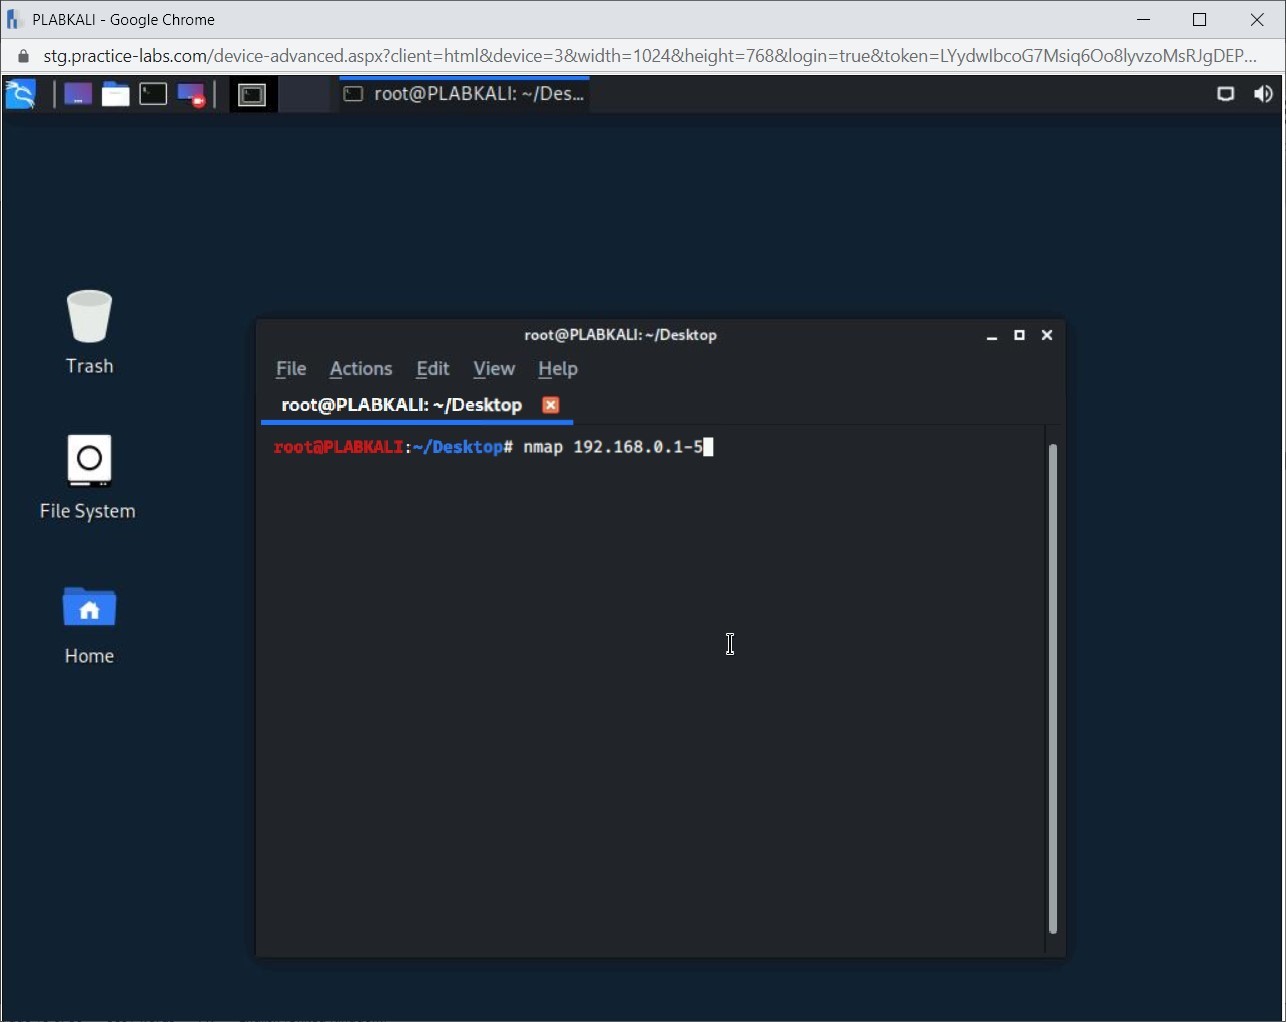 PLABKALI - Google Chrome
stg.practice-labs.com/device-advanced.aspx?client=html&device=3&width=1024&height=768&login=true&token=LYydwIbcoG7Msiq6Oo8lyvzoMsRJgDEP...
root@PLABKALI: ~/Des...
Trash
File System
Home
root@PLABKALI: ~/Desktop
File Actions Edit View Help
root@PLABKALI: ~/Desktop
root@PLABKALI:~/Desktop# nmap 192.168.0.1-5